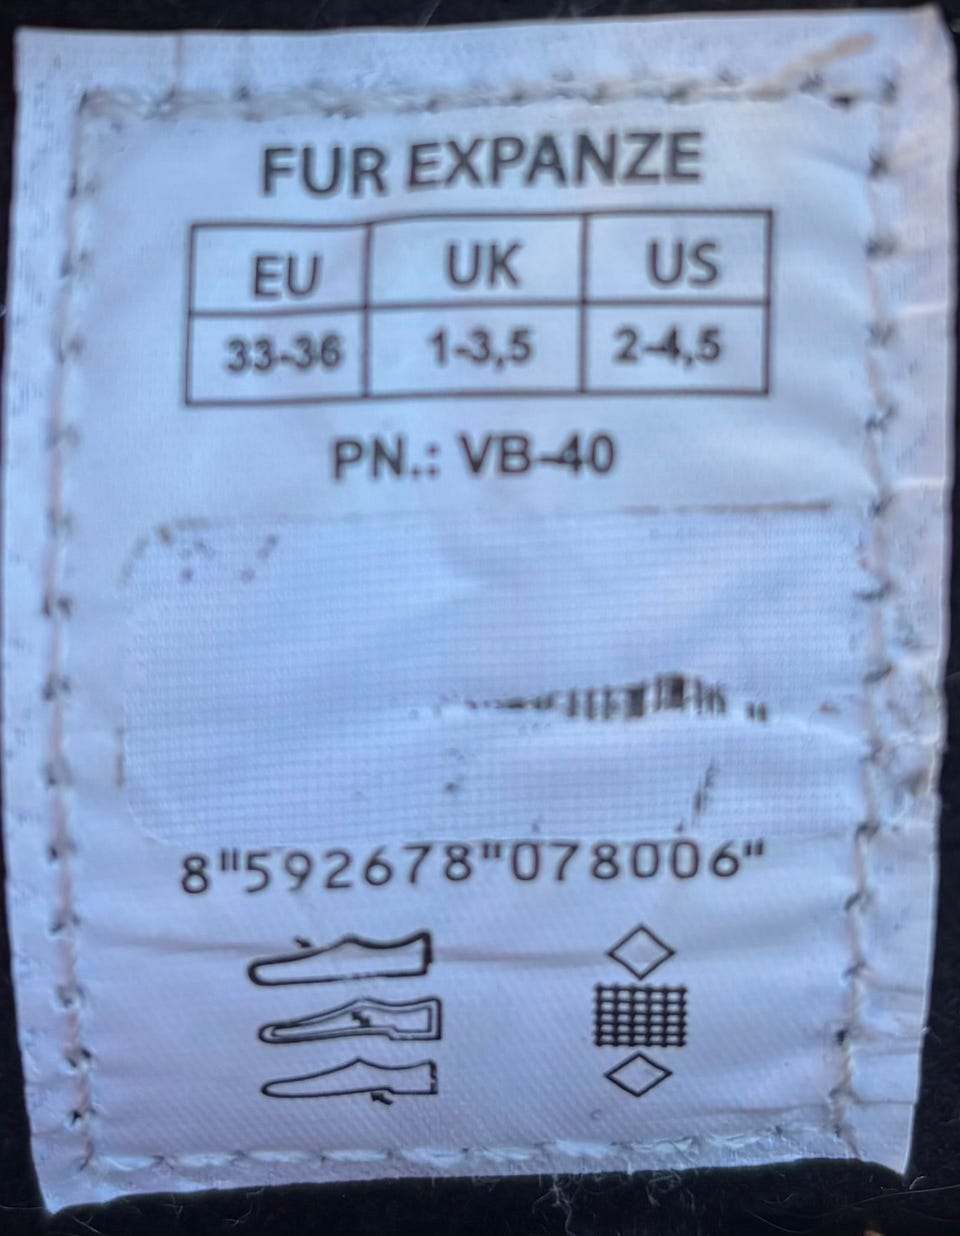 FUR EXPANZE
EU UK US
33-36 1-3,5 2-4,5
PN.: VB-40
8"592678"078006"